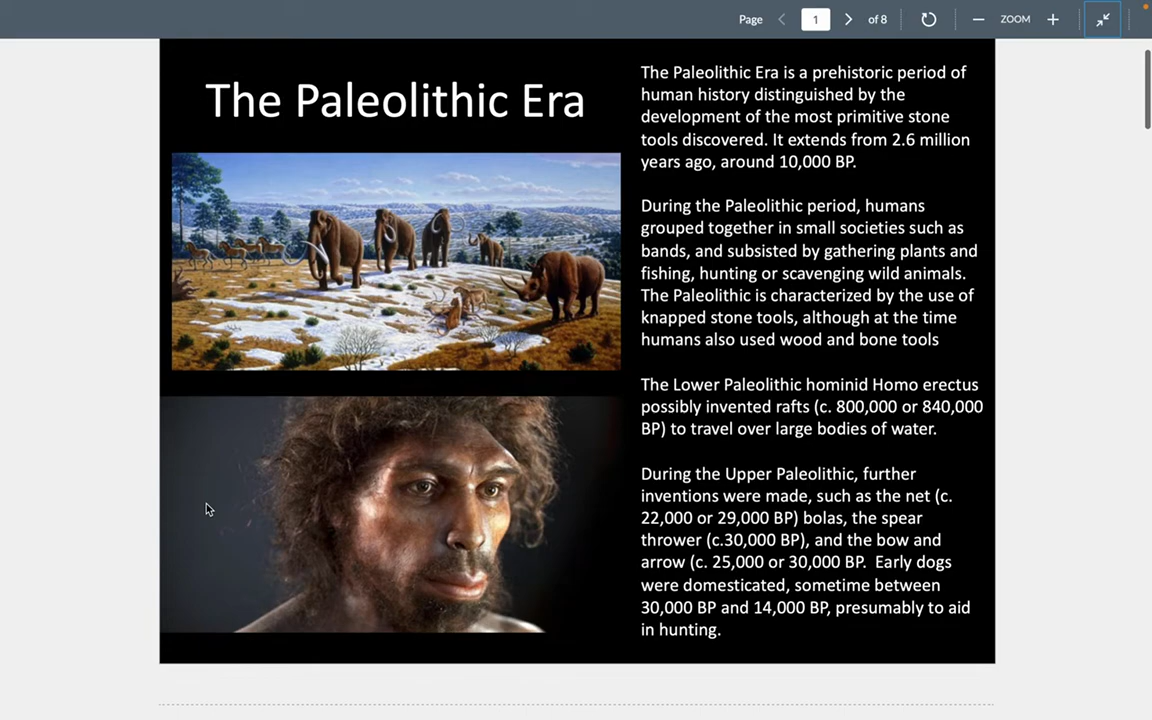 Page
1
of 8
ZOOM
The Paleolithic Era
The Paleolithic Era is a prehistoric period of
human history distinguished by the
development of the most primitive stone
tools discovered. It extends from 2.6 million
years ago, around 10,000 BP.
During the Paleolithic period, humans
grouped together in small societies such as
bands, and subsisted by gathering plants and
fishing, hunting or scavenging wild animals.
The Paleolithic is characterized by the use of
knapped stone tools, although at the time
humans also used wood and bone tools
The Lower Paleolithic hominid Homo erectus
possibly invented rafts (c. 800,000 or 840,000
BP) to travel over large bodies of water.
During the Upper Paleolithic, further
inventions were made, such as the net (c.
22,000 or 29,000 BP) bolas, the spear
thrower (c.30,000 BP), and the bow and
arrow (c. 25,000 or 30,000 BP.  Early dogs
were domesticated, sometime between
30,000 BP and 14,000 BP, presumably to aid
in hunting.